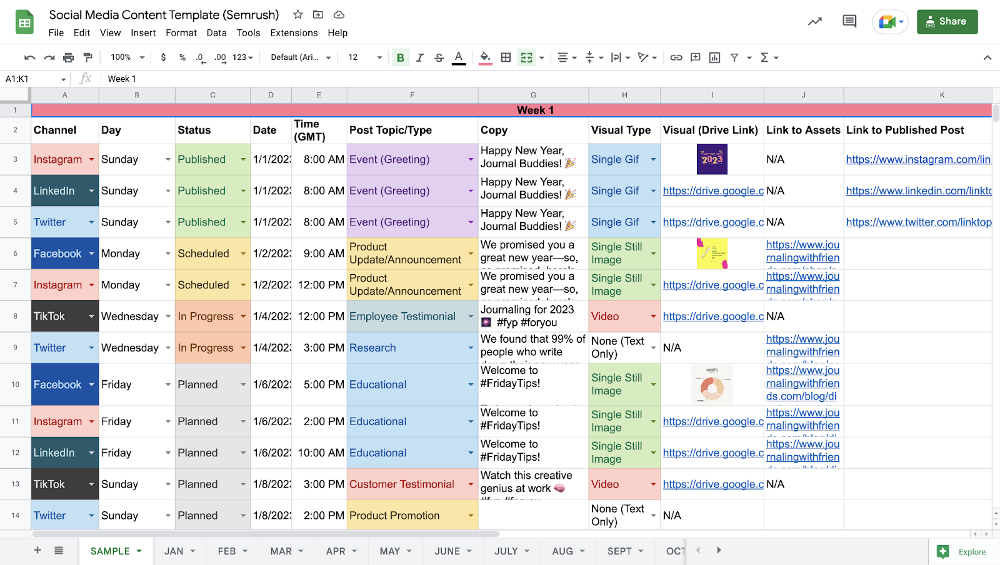 Social Media Content Template (Semrush)
File Edit View Insert Format Data Tools Extensions Help
Share
100% $ % .0 .00 123 Default (Ari... 12 B I S A
A1:K1 fx Week 1
A B C D E F G H I J K
1 Week 1
2 Channel Day Status Date Time (GMT) Post Topic/Type Copy Visual Type Visual (Drive Link) Link to Assets Link to Published Post
3 Instagram Sunday Published 1/1/2023 8:00 AM Event (Greeting) Happy New Year, Journal Buddies! 🎉 Single Gif 2023 N/A https://www.instagram.com/lin
4 LinkedIn Sunday Published 1/1/2023 8:00 AM Event (Greeting) Happy New Year, Journal Buddies! 🎉 Single Gif https://drive.google.c N/A https://www.linkedin.com/linkto
5 Twitter Sunday Published 1/1/2023 8:00 AM Event (Greeting) Happy New Year, Journal Buddies! 🎉 Single Gif https://drive.google.c N/A https://www.twitter.com/linktop
6 Facebook Monday Scheduled 1/2/2023 9:00 AM Product Update/Announcement We promised you a great new year—so, Single Still Image https://www.journalingwithfrien
7 Instagram Monday Scheduled 1/2/2023 12:00 PM Product Update/Announcement We promised you a great new year—so, Single Still Image https://drive.google.c https://www.journalingwithfrien
8 TikTok Wednesday In Progress 1/4/2023 12:00 PM Employee Testimonial Journaling for 2023 🎆 #fyp #foryou Video https://drive.google.c N/A
9 Twitter Wednesday In Progress 1/4/2023 3:00 PM Research We found that 99% of people who write None (Text Only) N/A https://www.journalingwithfrien
10 Facebook Friday Planned 1/6/2023 5:00 PM Educational Welcome to #FridayTips! Single Still Image HABITS https://www.journalingwithfriends.com/blog/di
11 Instagram Friday Planned 1/6/2023 2:00 PM Educational Welcome to #FridayTips! Single Still Image https://drive.google.c https://www.journalingwithfrien
12 LinkedIn Friday Planned 1/6/2023 10:00 AM Educational Welcome to #FridayTips! Single Still Image https://drive.google.c https://www.journalingwithfrien
13 TikTok Sunday Planned 1/8/2023 3:00 PM Customer Testimonial Watch this creative genius at work 🧠 Video https://drive.google.c N/A
14 Twitter Sunday Planned 1/8/2023 2:00 PM Product Promotion None (Text Only) N/A
SAMPLE JAN FEB MAR APR MAY JUNE JULY AUG SEPT OCT Explore